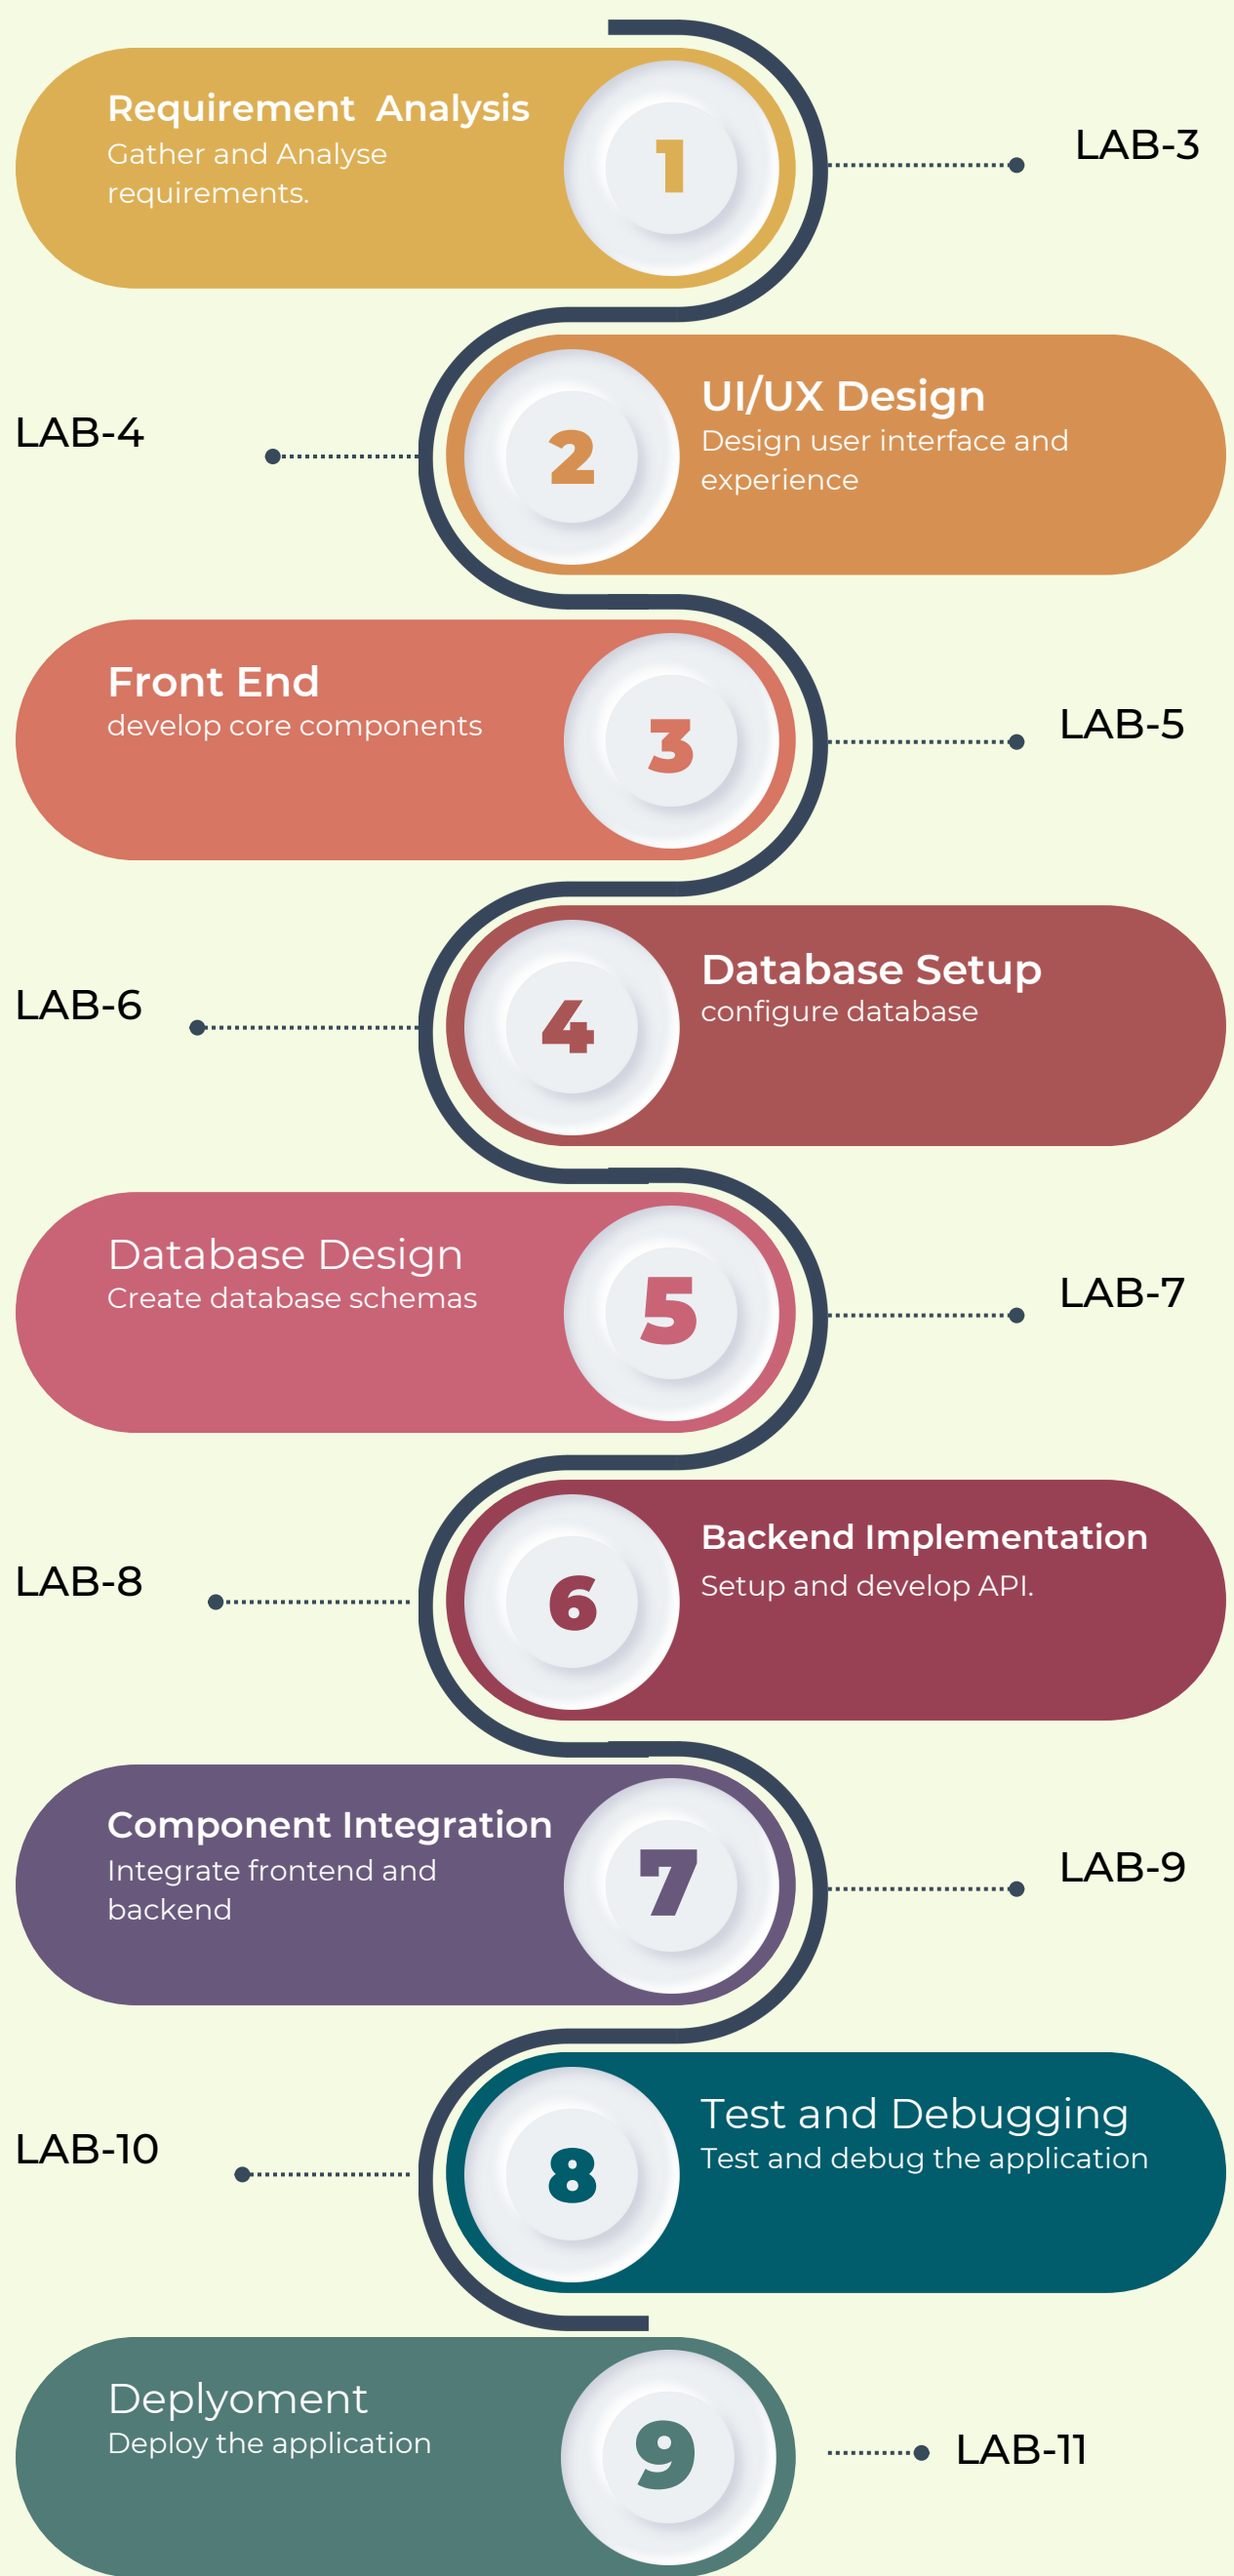 Requirement  Analysis
Gather and Analyse
requirements.
1
LAB-3
LAB-4
2
UI/UX Design
Design user interface and
experience
Front End
develop core components
3
LAB-5
LAB-6
4
Database Setup
configure database
Database Design
Create database schemas
5
LAB-7
LAB-8
6
Backend Implementation
Setup and develop API.
Component Integration
Integrate frontend and
backend
7
LAB-9
LAB-10
8
Test and Debugging
Test and debug the application
Deplyoment
Deploy the application
9
LAB-11